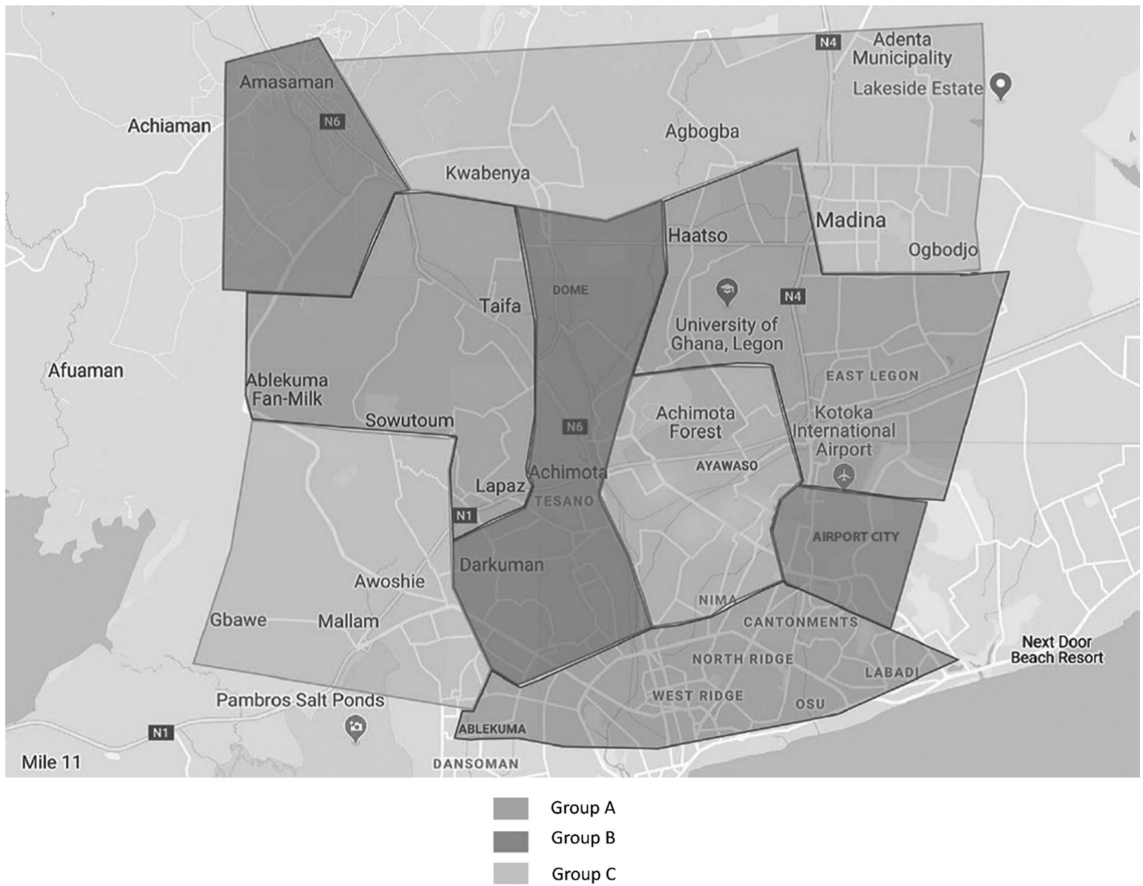 N4
Adenta
Municipality
Amasaman
Lakeside Estate
Achiaman
N6
Agbogba
Kwabenya
Haatso
Madina
Ogbodjo
DOME
Taifa
N4
University of
Ghana, Legon
Afuaman
Ablekuma
Fan-Milk
EAST LEGON
Sowutoum
Achimota
Forest
Kotoka
International
Airport
N6
AYAWASO
Achimota
Lapaz
TESANO
N1
AIRPORT CITY
Darkuman
Awoshie
NIMA
Gbawe
Mallam
CANTONMENTS
Next Door
Beach Resort
NORTH RIDGE
LABADI
Pambros Salt Ponds
WEST RIDGE
OSU
N1
ABLEKUMA
Mile 11
DANSOMAN
Group A
Group B
Group C